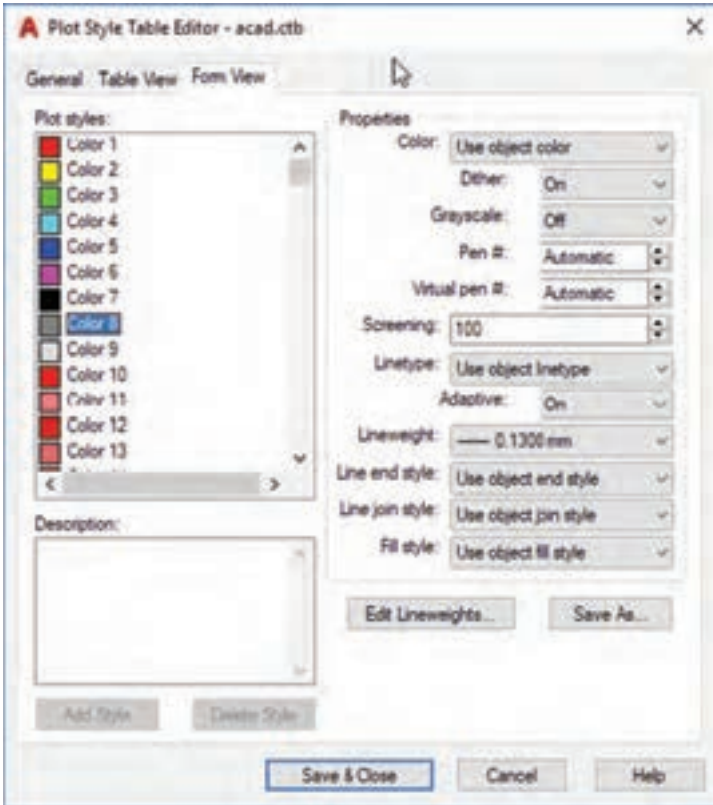 Plot Style Table Editor - acad.ctb
General Table View Form View
Plot styles:
Color 1
Color 2
Color 3
Color 4
Color 5
Color 6
Color 7
Color 8
Color 9
Color 10
Color 11
Color 12
Color 13
Description:
Add Style Delete Style
Properties
Color: Use object color
Dither: On
Grayscale: Off
Pen #: Automatic
Virtual pen #: Automatic
Screening: 100
Linetype: Use object linetype
Adaptive: On
Lineweight: 0.1300 mm
Line end style: Use object end style
Line join style: Use object join style
Fill style: Use object fill style
Edit Lineweights... Save As...
Save & Close Cancel Help